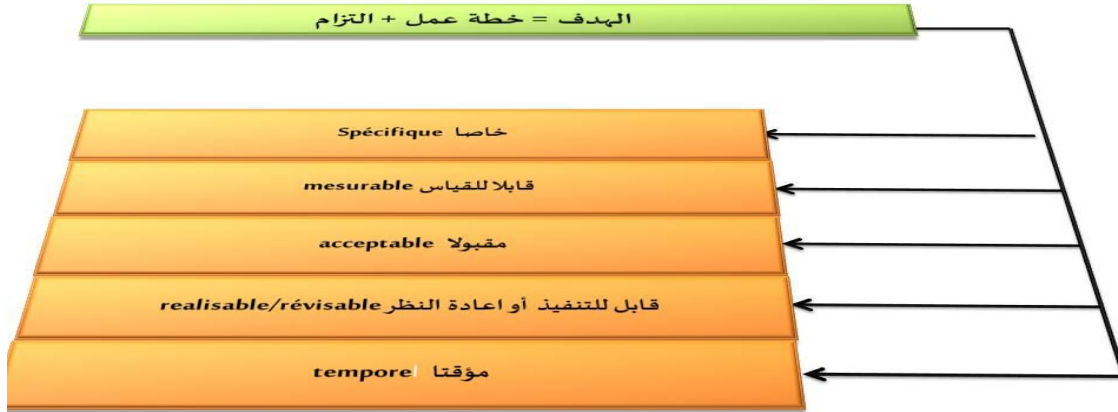 الهدف = خطة عمل + التزام
خاصا Spécifique
قابلا للقياس mesurable
مقبولا acceptable
قابل للتنفيذ أو اعادة النظر realisable/révisable
مؤقتا temporel